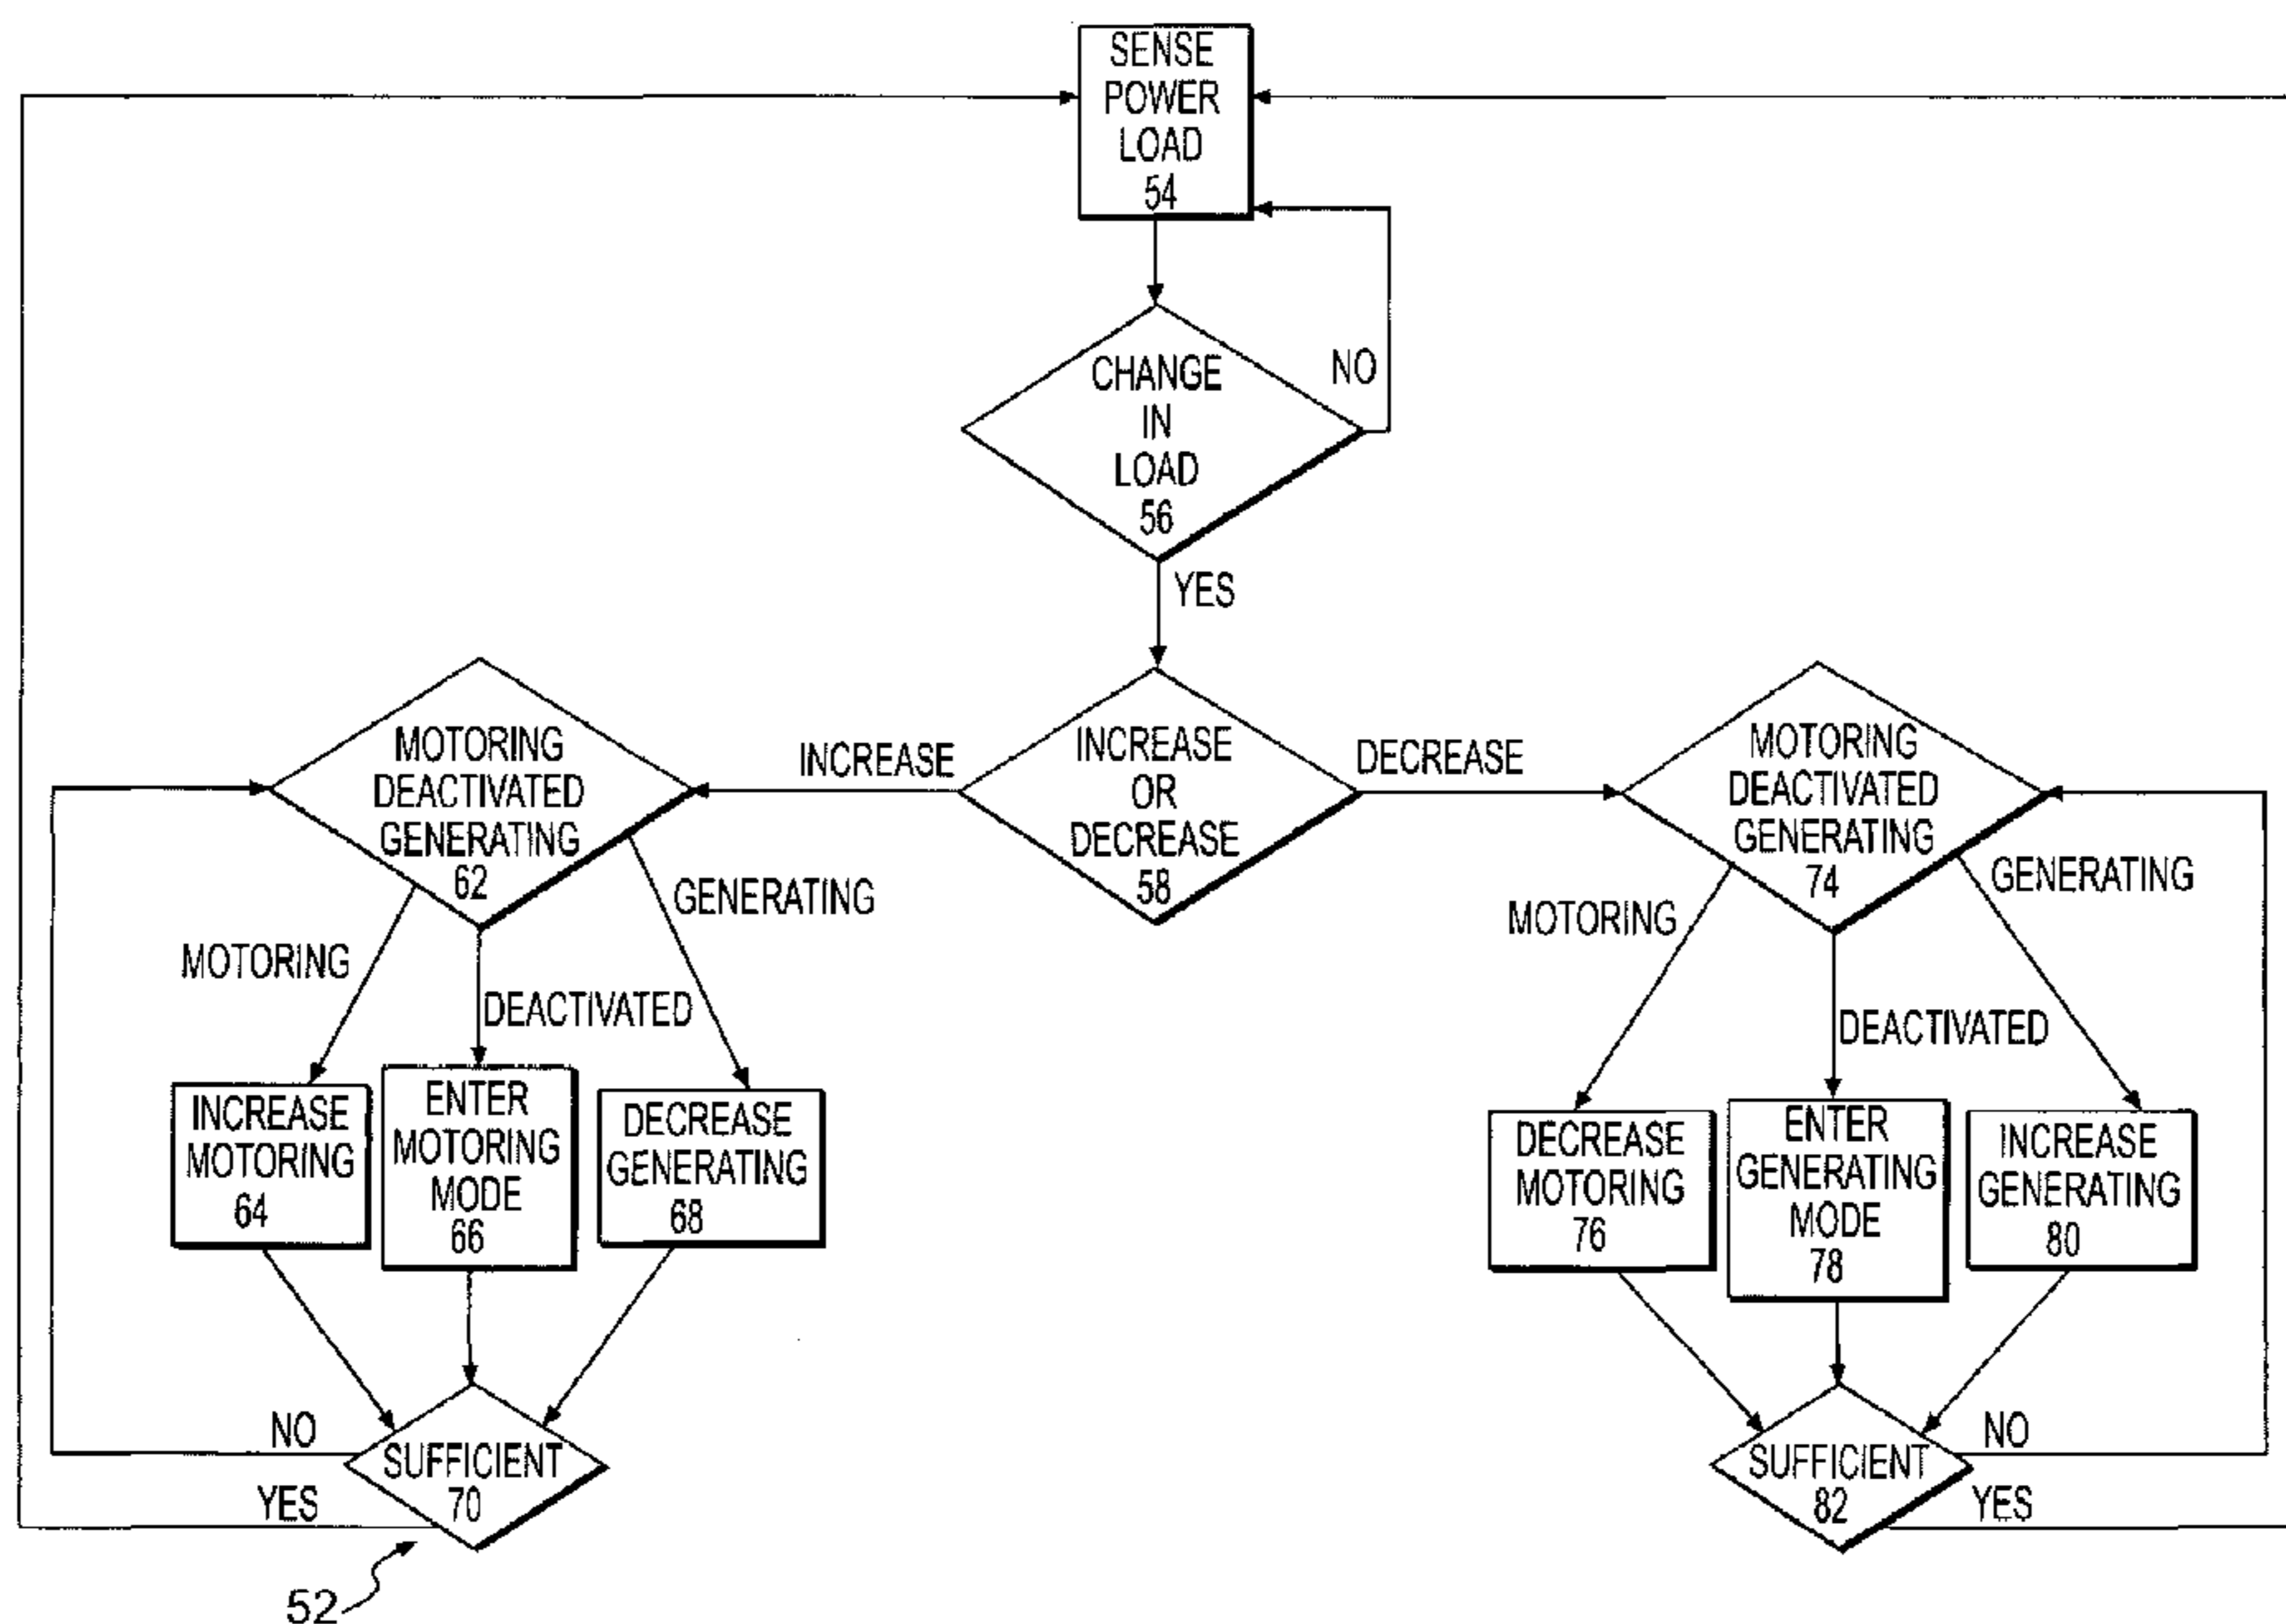 SENSE
POWER
LOAD
54
CHANGE
IN
LOAD
56
NO
YES
INCREASE
OR
DECREASE
58
INCREASE
DECREASE
MOTORING
DEACTIVATED
GENERATING
62
MOTORING
DEACTIVATED
GENERATING
INCREASE
MOTORING
64
ENTER
MOTORING
MODE
66
DECREASE
GENERATING
68
SUFFICIENT
70
NO
YES
52
MOTORING
DEACTIVATED
GENERATING
74
MOTORING
DEACTIVATED
GENERATING
DECREASE
MOTORING
76
ENTER
GENERATING
MODE
78
INCREASE
GENERATING
80
SUFFICIENT
82
NO
YES